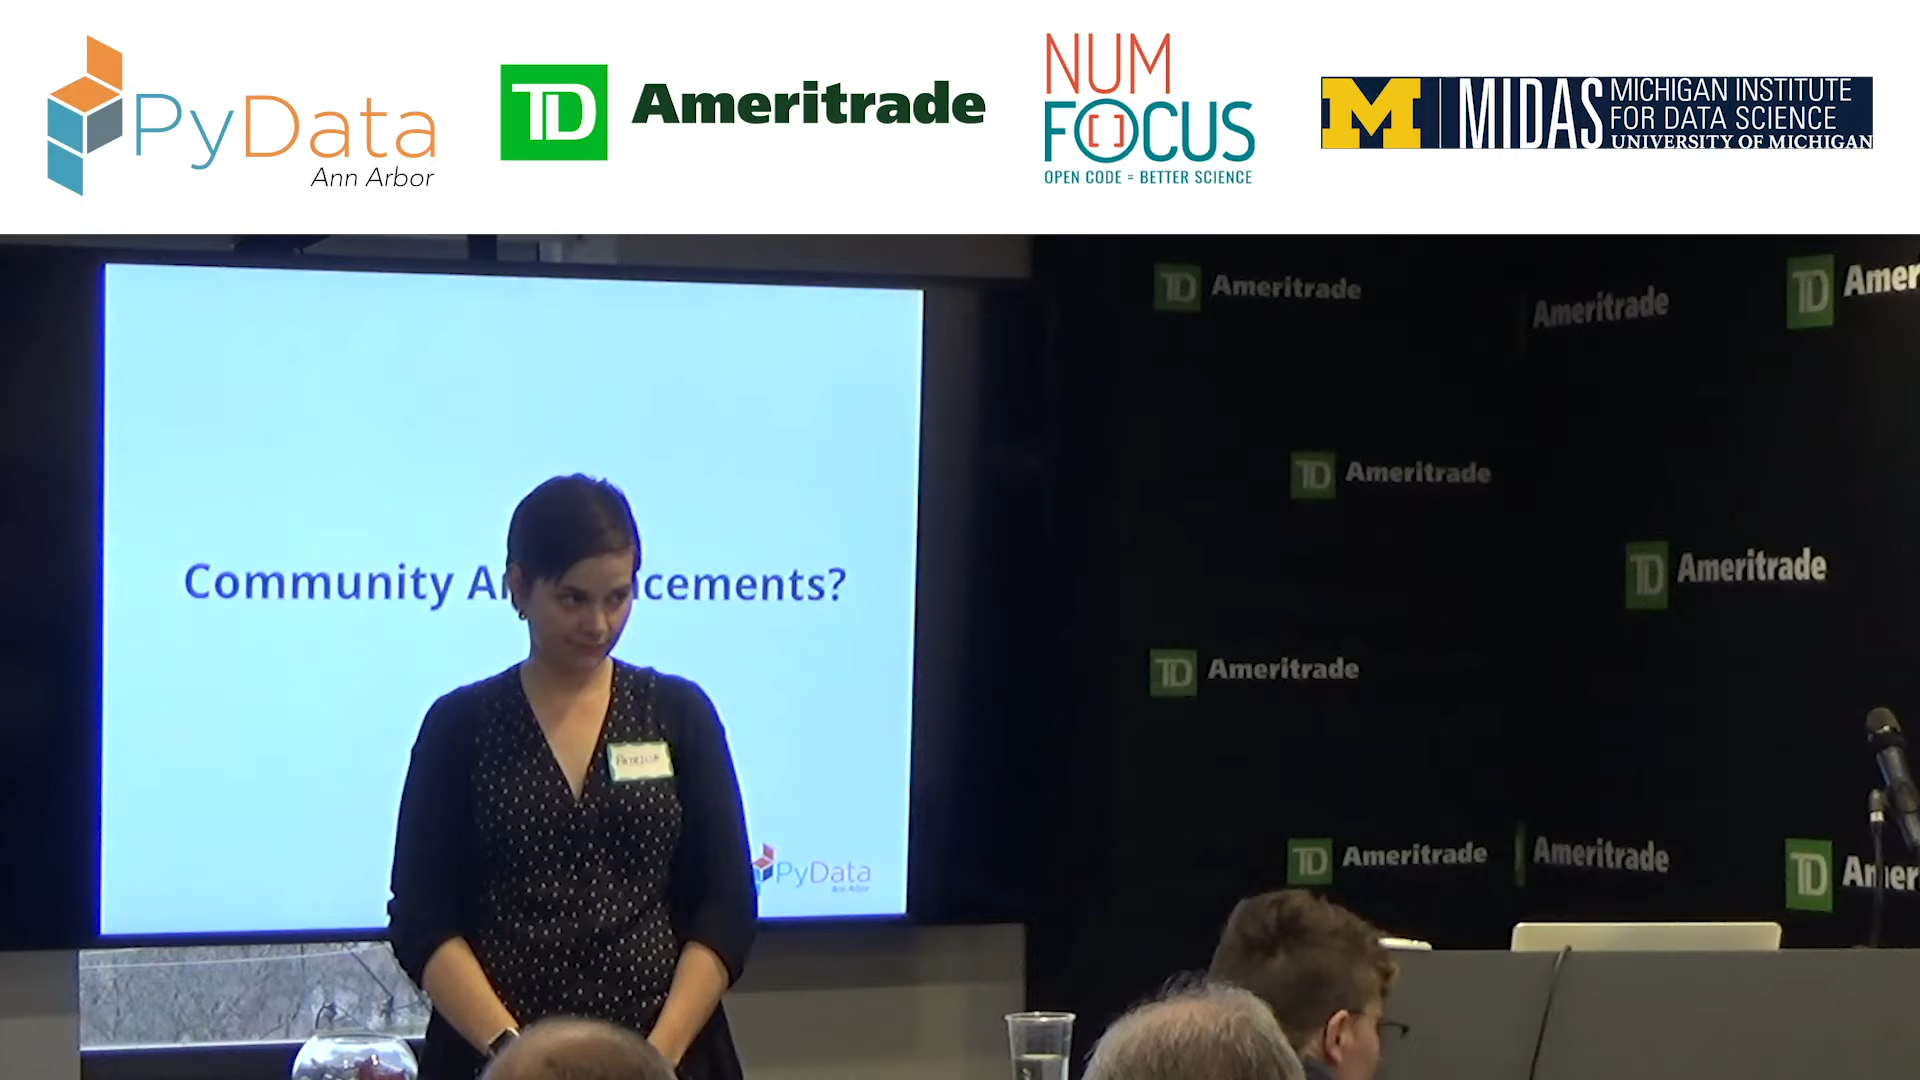 PyData
Ann Arbor
TD Ameritrade
NUM
FOCUS
OPEN CODE = BETTER SCIENCE
M MIDAS
MICHIGAN INSTITUTE
FOR DATA SCIENCE
UNIVERSITY OF MICHIGAN
Community A cements?
PyData
Ann Arbor
TD Ameritrade
Ameritrade
TD Amer
TD Ameritrade
TD Ameritrade
TD Ameritrade
TD Ameritrade
Ameritrade
TD Amer